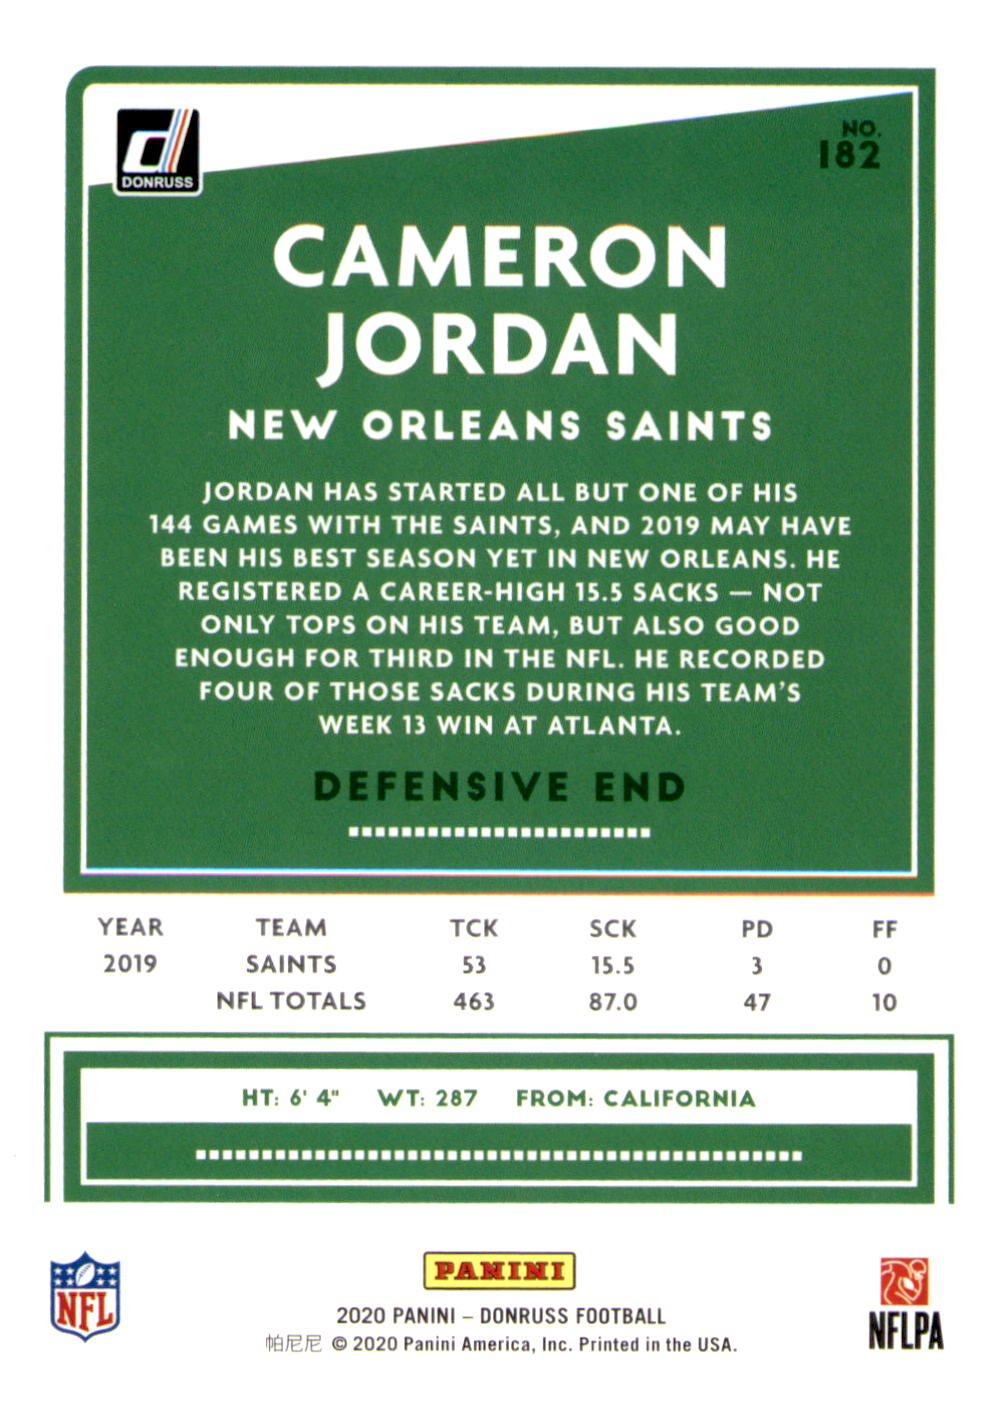 DONRUSS
NO.
182
CAMERON
JORDAN
NEW ORLEANS SAINTS
JORDAN HAS STARTED ALL BUT ONE OF HIS
144 GAMES WITH THE SAINTS, AND 2019 MAY HAVE
BEEN HIS BEST SEASON YET IN NEW ORLEANS. HE
REGISTERED A CAREER-HIGH 15.5 SACKS — NOT
ONLY TOPS ON HIS TEAM, BUT ALSO GOOD
ENOUGH FOR THIRD IN THE NFL. HE RECORDED
FOUR OF THOSE SACKS DURING HIS TEAM'S
WEEK 13 WIN AT ATLANTA.
DEFENSIVE END
YEAR TEAM TCK SCK PD FF
2019 SAINTS 53 15.5 3 0
NFL TOTALS 463 87.0 47 10
HT: 6' 4" WT: 287 FROM: CALIFORNIA
NFL
PANINI
NFLPA
2020 PANINI – DONRUSS FOOTBALL
帕尼尼 © 2020 Panini America, Inc. Printed in the USA.